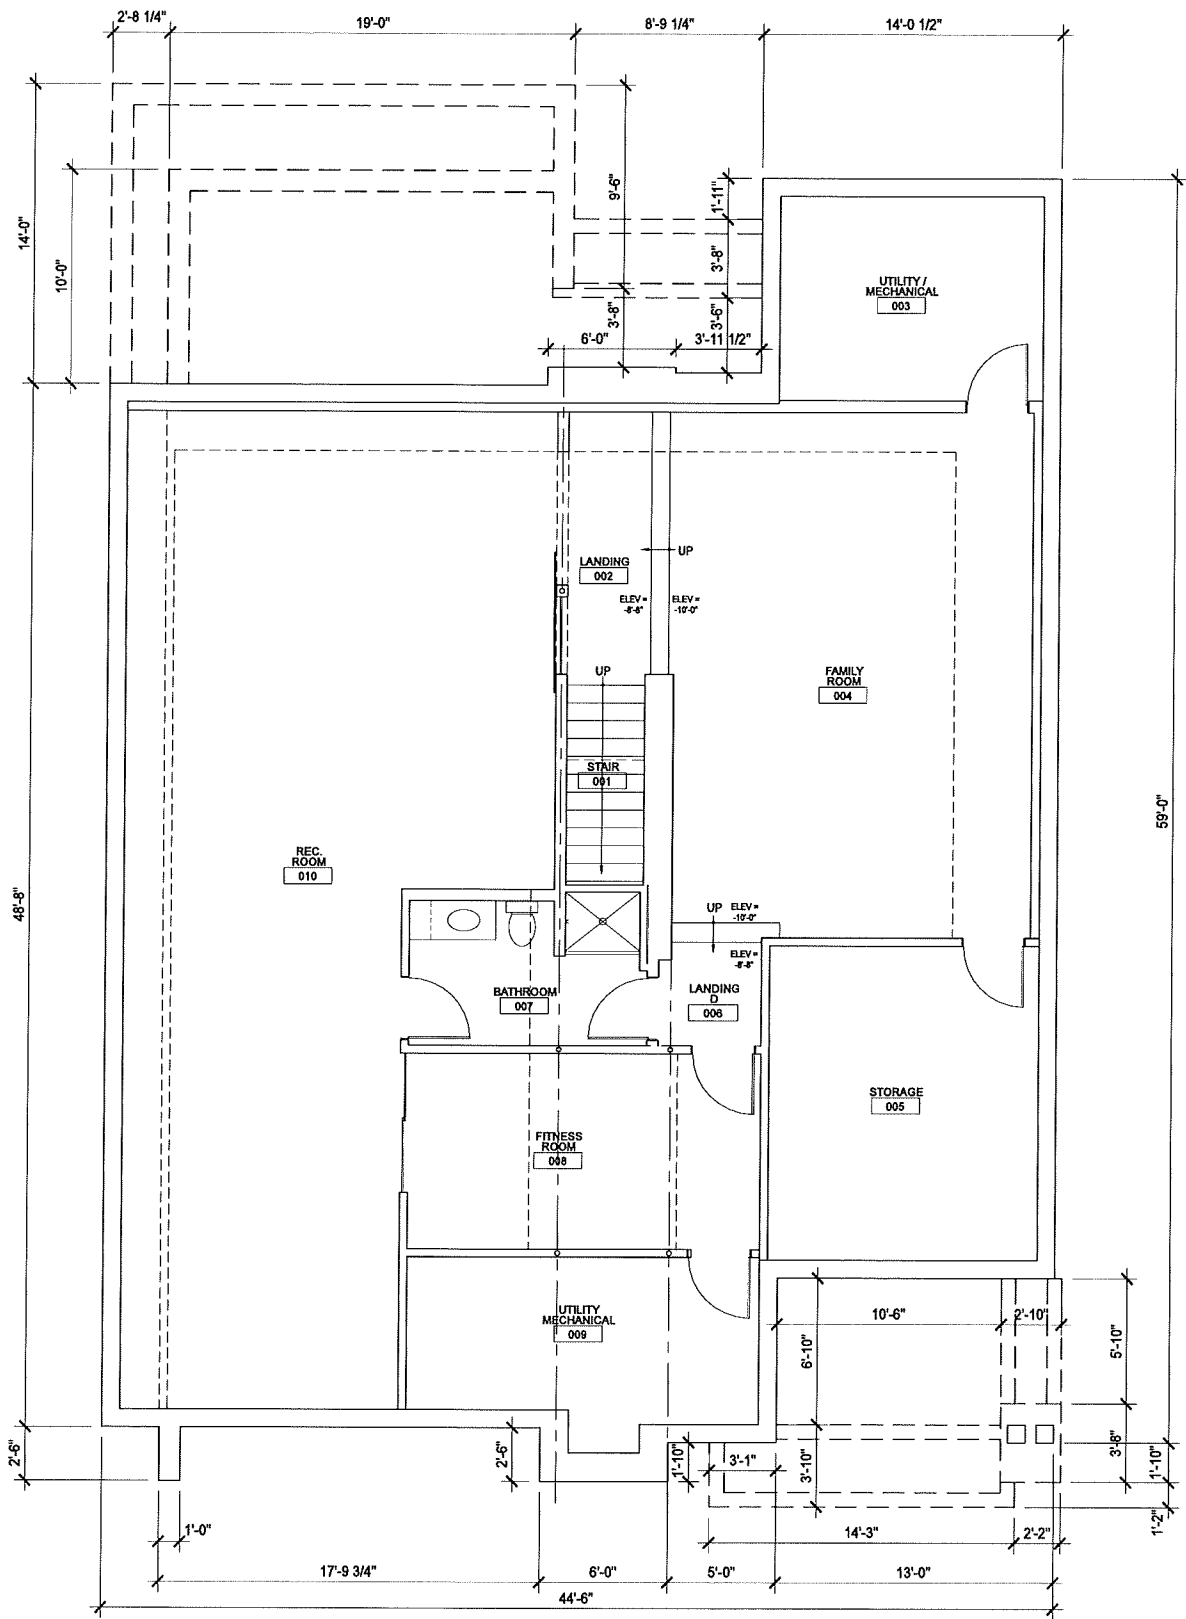 2'-8 1/4"
19'-0"
8'-9 1/4"
14'-0 1/2"
14'-0"
10'-0"
9'-6"
1'-11"
3'-8"
3'-8"
3'-6"
6'-0"
3'-11 1/2"
UTILITY /
MECHANICAL
003
LANDING
002
UP
ELEV =
-8'-8"
ELEV =
-10'-0"
UP
FAMILY
ROOM
004
STAIR
001
59'-0"
REC.
ROOM
010
48'-8"
UP
ELEV =
-10'-0"
ELEV =
-8'-8"
BATHROOM
007
LANDING
D
006
STORAGE
005
FITNESS
ROOM
008
UTILITY
MECHANICAL
009
10'-6"
2'-10"
6'-10"
5'-10"
2'-6"
2'-6"
1'-10"
3'-1"
3'-10"
3'-8"
1'-10"
1'-2"
1'-0"
14'-3"
2'-2"
17'-9 3/4"
6'-0"
5'-0"
13'-0"
44'-6"